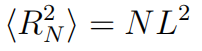 ⟨R_N^2⟩ = NL^2